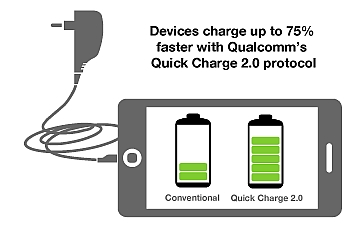 Devices charge up to 75%
faster with Qualcomm's
Quick Charge 2.0 protocol
Conventional
Quick Charge 2.0